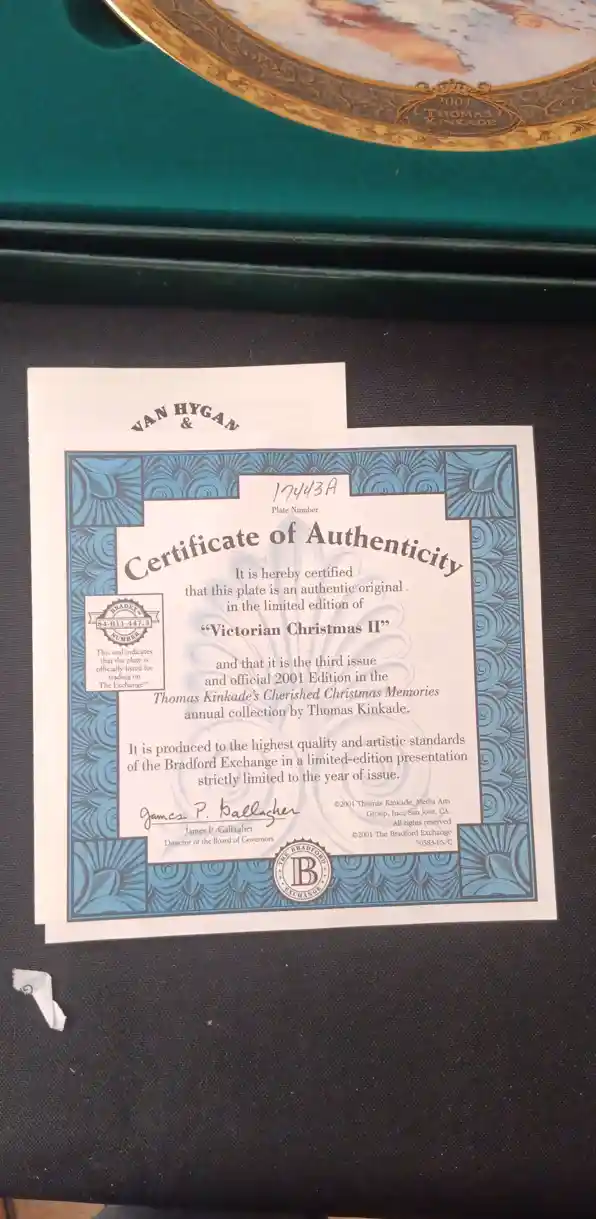 2001
THOMAS
KINKADE
VAN HYGAN
&
17443A
Plate Number
Certificate of Authenticity
It is hereby certified
that this plate is an authentic original
in the limited edition of
“Victorian Christmas II”
and that it is the third issue
and official 2001 Edition in the
Thomas Kinkade's Cherished Christmas Memories
annual collection by Thomas Kinkade.
It is produced to the highest quality and artistic standards
of the Bradford Exchange in a limited-edition presentation
strictly limited to the year of issue.
BRADEX
NUMBER
This seal indicates
that the plate is
officially listed for
trading on
The Exchange
James P. Gallagher
James P. Gallagher
Director of the Board of Governors
©2001 Thomas Kinkade, Media Arts
Group, Inc., San Jose, CA.
All rights reserved
©2001 The Bradford Exchange
THE BRADFORD
B
EXCHANGE